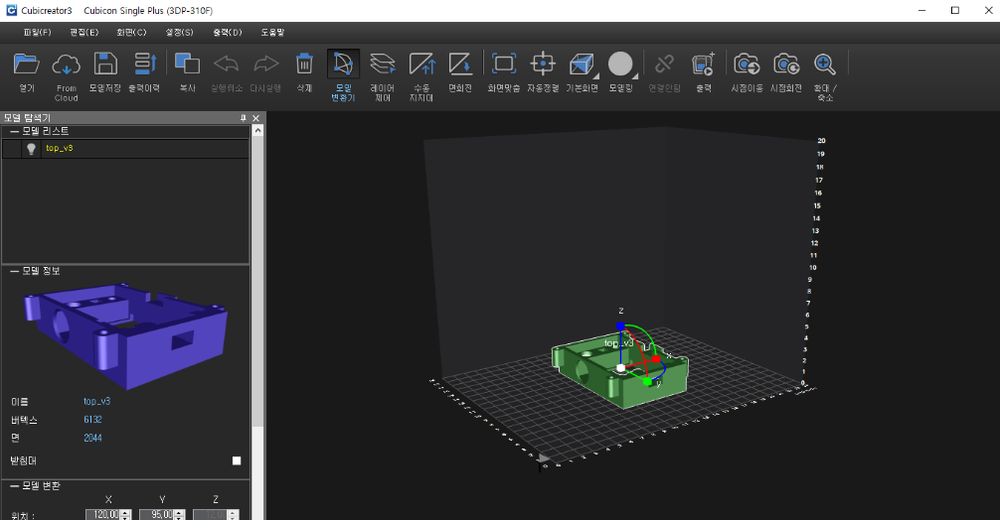 Cubicreator3 Cubicon Single Plus (3DP-310F)
파일(F) 편집(E) 화면(C) 설정(S) 출력(D) 도움말
열기 From Cloud 모델저장 출력이력 복사 실행취소 다시실행 삭제 모델 변환기 레이어 제어 수동 지지대 면회전 화면맞춤 자동정렬 기본화면 모델링 연결안됨 출력 시점이동 시점회전 확대 / 축소
모델 탐색기
모델 리스트
top_v3
모델 정보
이름 top_v3
버텍스 6132
면 2044
받침대
모델 변환
X Y Z
위치 : 120,00 95,00
20
19
18
17
16
15
14
13
12
11
10
9
8
7
6
5
4
3
2
1
0
z
top_v3
x
y